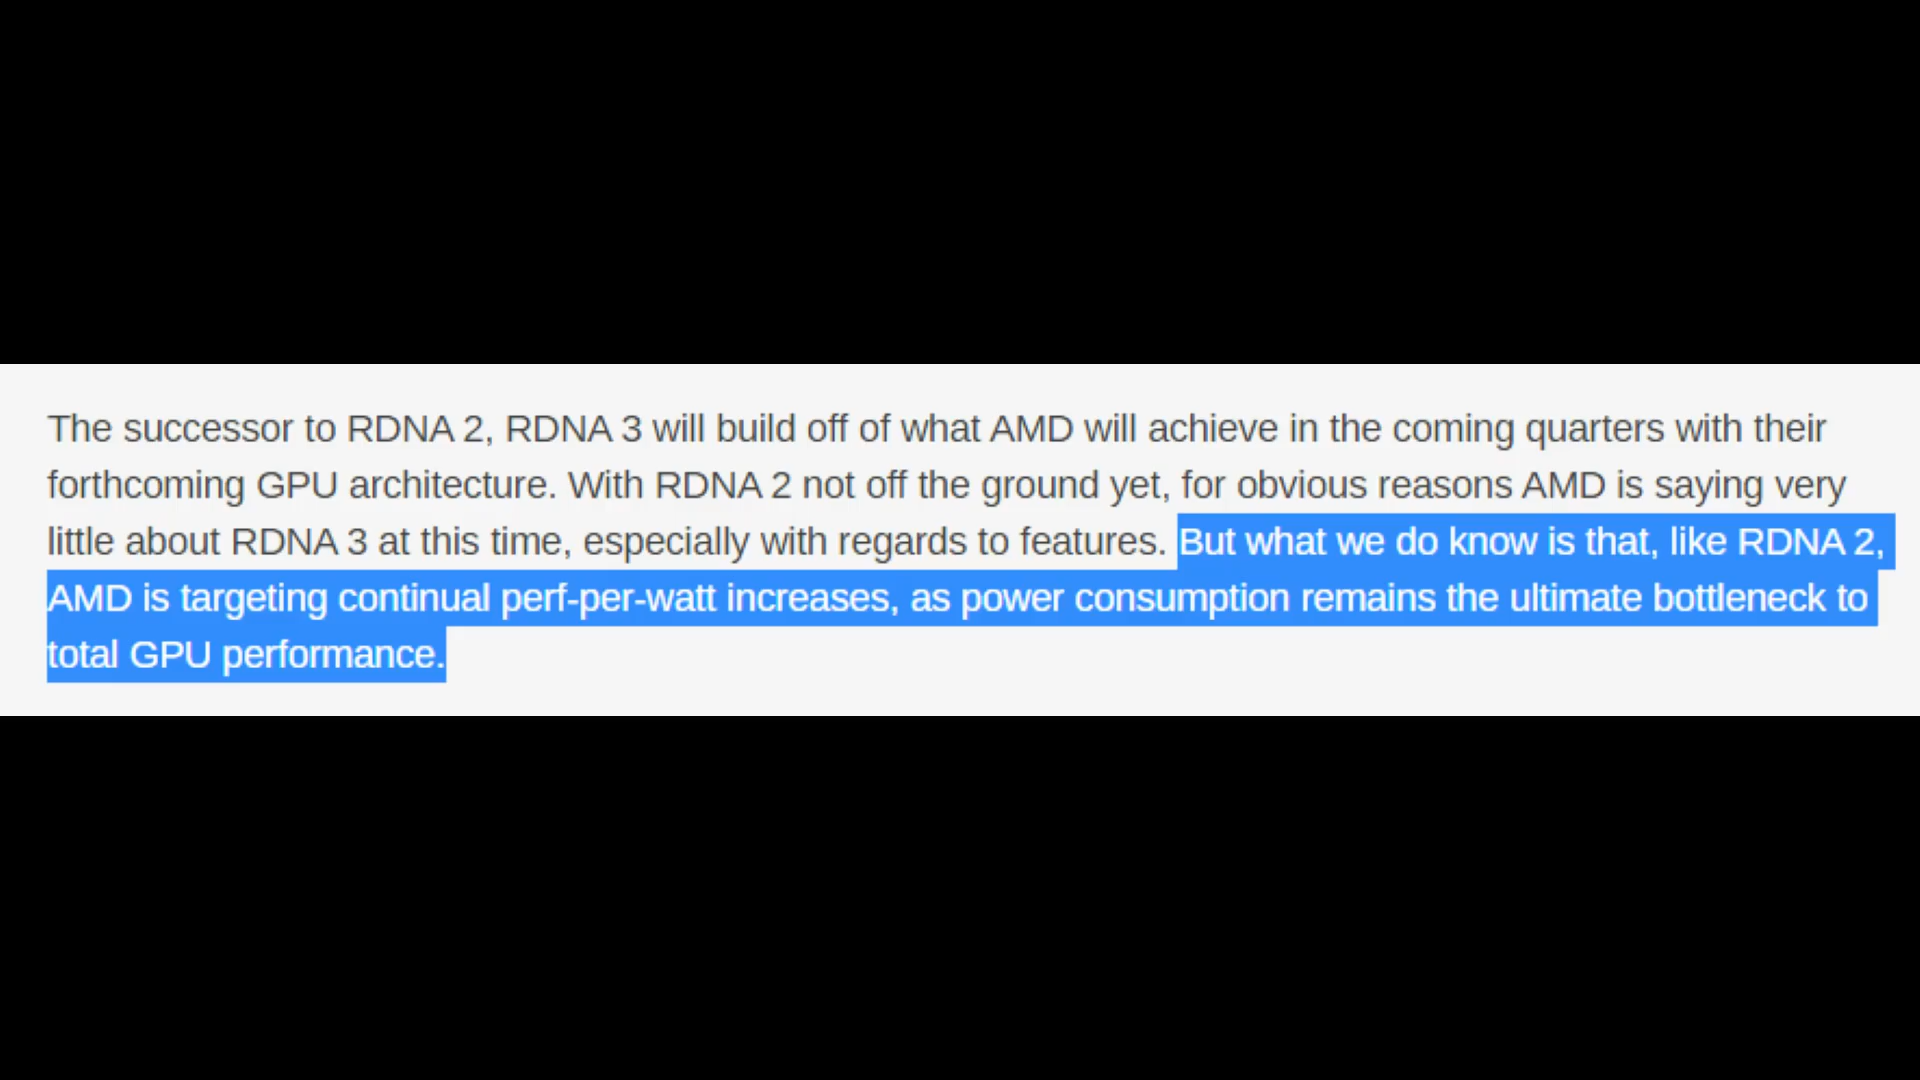 The successor to RDNA 2, RDNA 3 will build off of what AMD will achieve in the coming quarters with their
forthcoming GPU architecture. With RDNA 2 not off the ground yet, for obvious reasons AMD is saying very
little about RDNA 3 at this time, especially with regards to features. But what we do know is that, like RDNA 2,
AMD is targeting continual perf-per-watt increases, as power consumption remains the ultimate bottleneck to
total GPU performance.